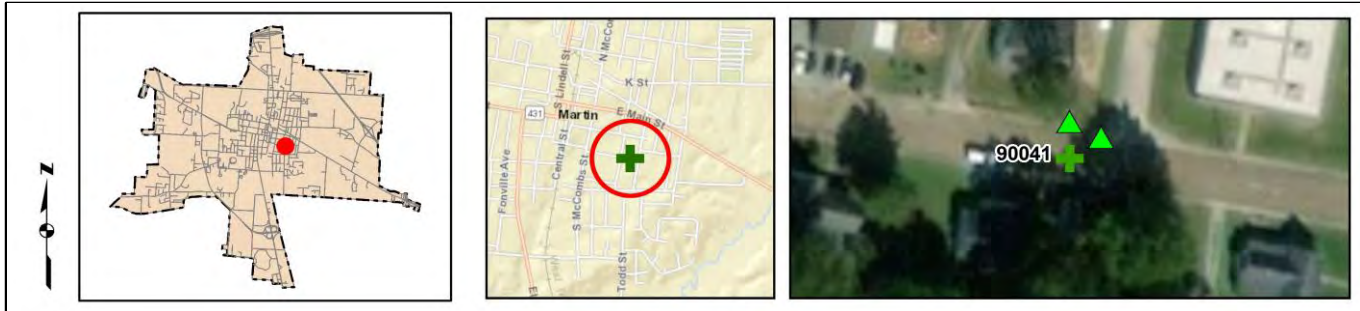 N
S Lindell St
N McCo
K St
431
Martin
E Main St
Central St
S McCombs St
Fonville Ave
Todd St
90041